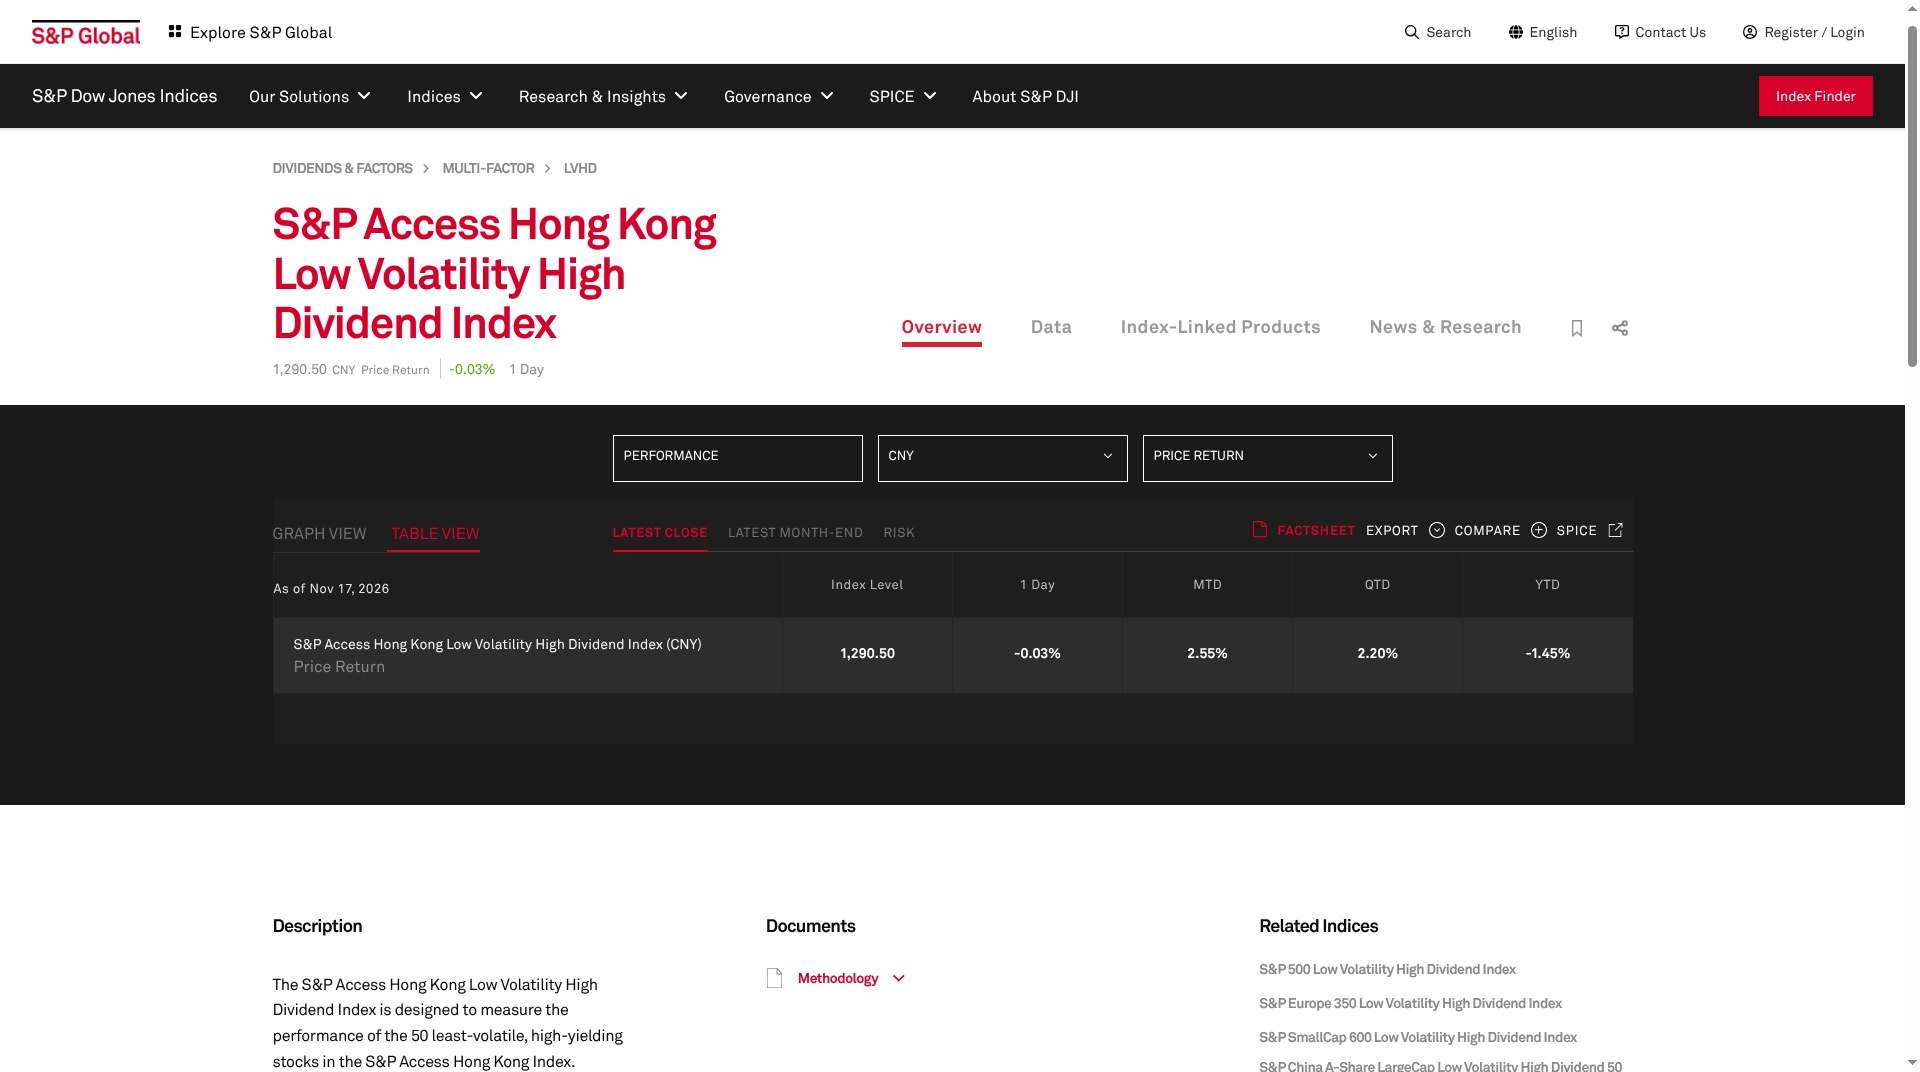 S&P Global
Explore S&P Global
Search
English
Contact Us
Register / Login
S&P Dow Jones Indices
Our Solutions
Indices
Research & Insights
Governance
SPICE
About S&P DJI
Index Finder
DIVIDENDS & FACTORS
MULTI-FACTOR
LVHD
S&P Access Hong Kong
Low Volatility High
Dividend Index
1,290.50 CNY Price Return
-0.03% 1 Day
Overview
Data
Index-Linked Products
News & Research
PERFORMANCE
CNY
PRICE RETURN
GRAPH VIEW
TABLE VIEW
LATEST CLOSE
LATEST MONTH-END
RISK
FACTSHEET
EXPORT
COMPARE
SPICE
As of Nov 17, 2026
Index Level
1 Day
MTD
QTD
YTD
S&P Access Hong Kong Low Volatility High Dividend Index (CNY)
Price Return
1,290.50
-0.03%
2.55%
2.20%
-1.45%
Description
The S&P Access Hong Kong Low Volatility High
Dividend Index is designed to measure the
performance of the 50 least-volatile, high-yielding
stocks in the S&P Access Hong Kong Index.
Documents
Methodology
Related Indices
S&P 500 Low Volatility High Dividend Index
S&P Europe 350 Low Volatility High Dividend Index
S&P SmallCap 600 Low Volatility High Dividend Index
S&P China A-Share LargeCap Low Volatility High Dividend 50